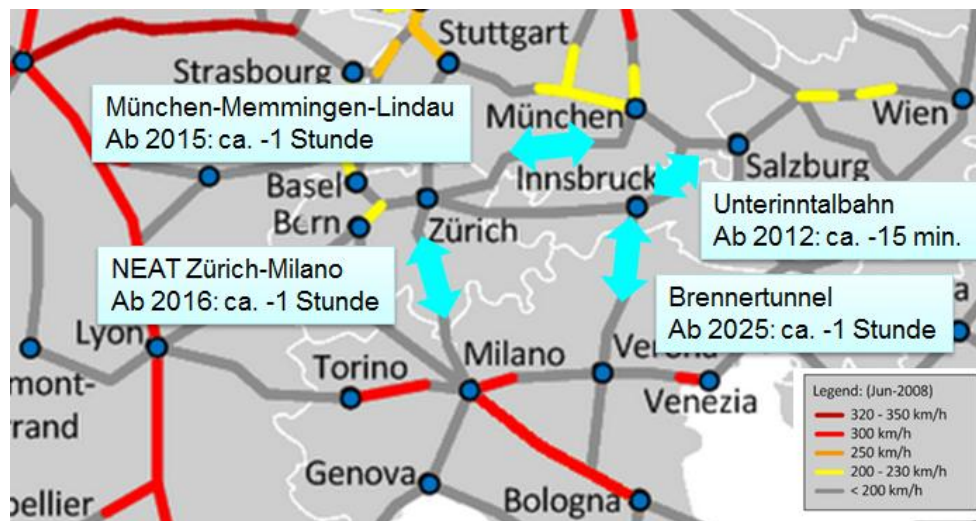 Stuttgart
Strasbourg
München-Memmingen-Lindau
Ab 2015: ca. -1 Stunde
München
Wien
Salzburg
Innsbruck
Basel
Bern
Zürich
Unterinntalbahn
Ab 2012: ca. -15 min.
NEAT Zürich-Milano
Ab 2016: ca. -1 Stunde
Brennertunnel
Ab 2025: ca. -1 Stunde
a
Lyon
Torino
Milano
Verona
Venezia
mont-
rrand
Genova
Bologna
pellier
Legend: (Jun-2008)
320 - 350 km/h
300 km/h
250 km/h
200 - 230 km/h
< 200 km/h